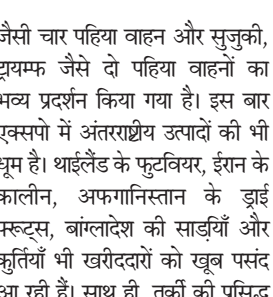 जैसी चार पहिया वाहन और सुजुकी,
ट्रायम्फ जैसे दो पहिया वाहनों का
भव्य प्रदर्शन किया गया है। इस बार
एक्सपो में अंतरराष्ट्रीय उत्पादों की भी
धूम है। थाईलैंड के फुटवियर, ईरान के
कालीन, अफगानिस्तान के ड्राई
फ्रूट्स, बांग्लादेश की साड़ियाँ और
कुर्तियाँ भी खरीददारों को खूब पसंद
आ रही हैं। साथ ही, तुर्की की प्रसिद्ध